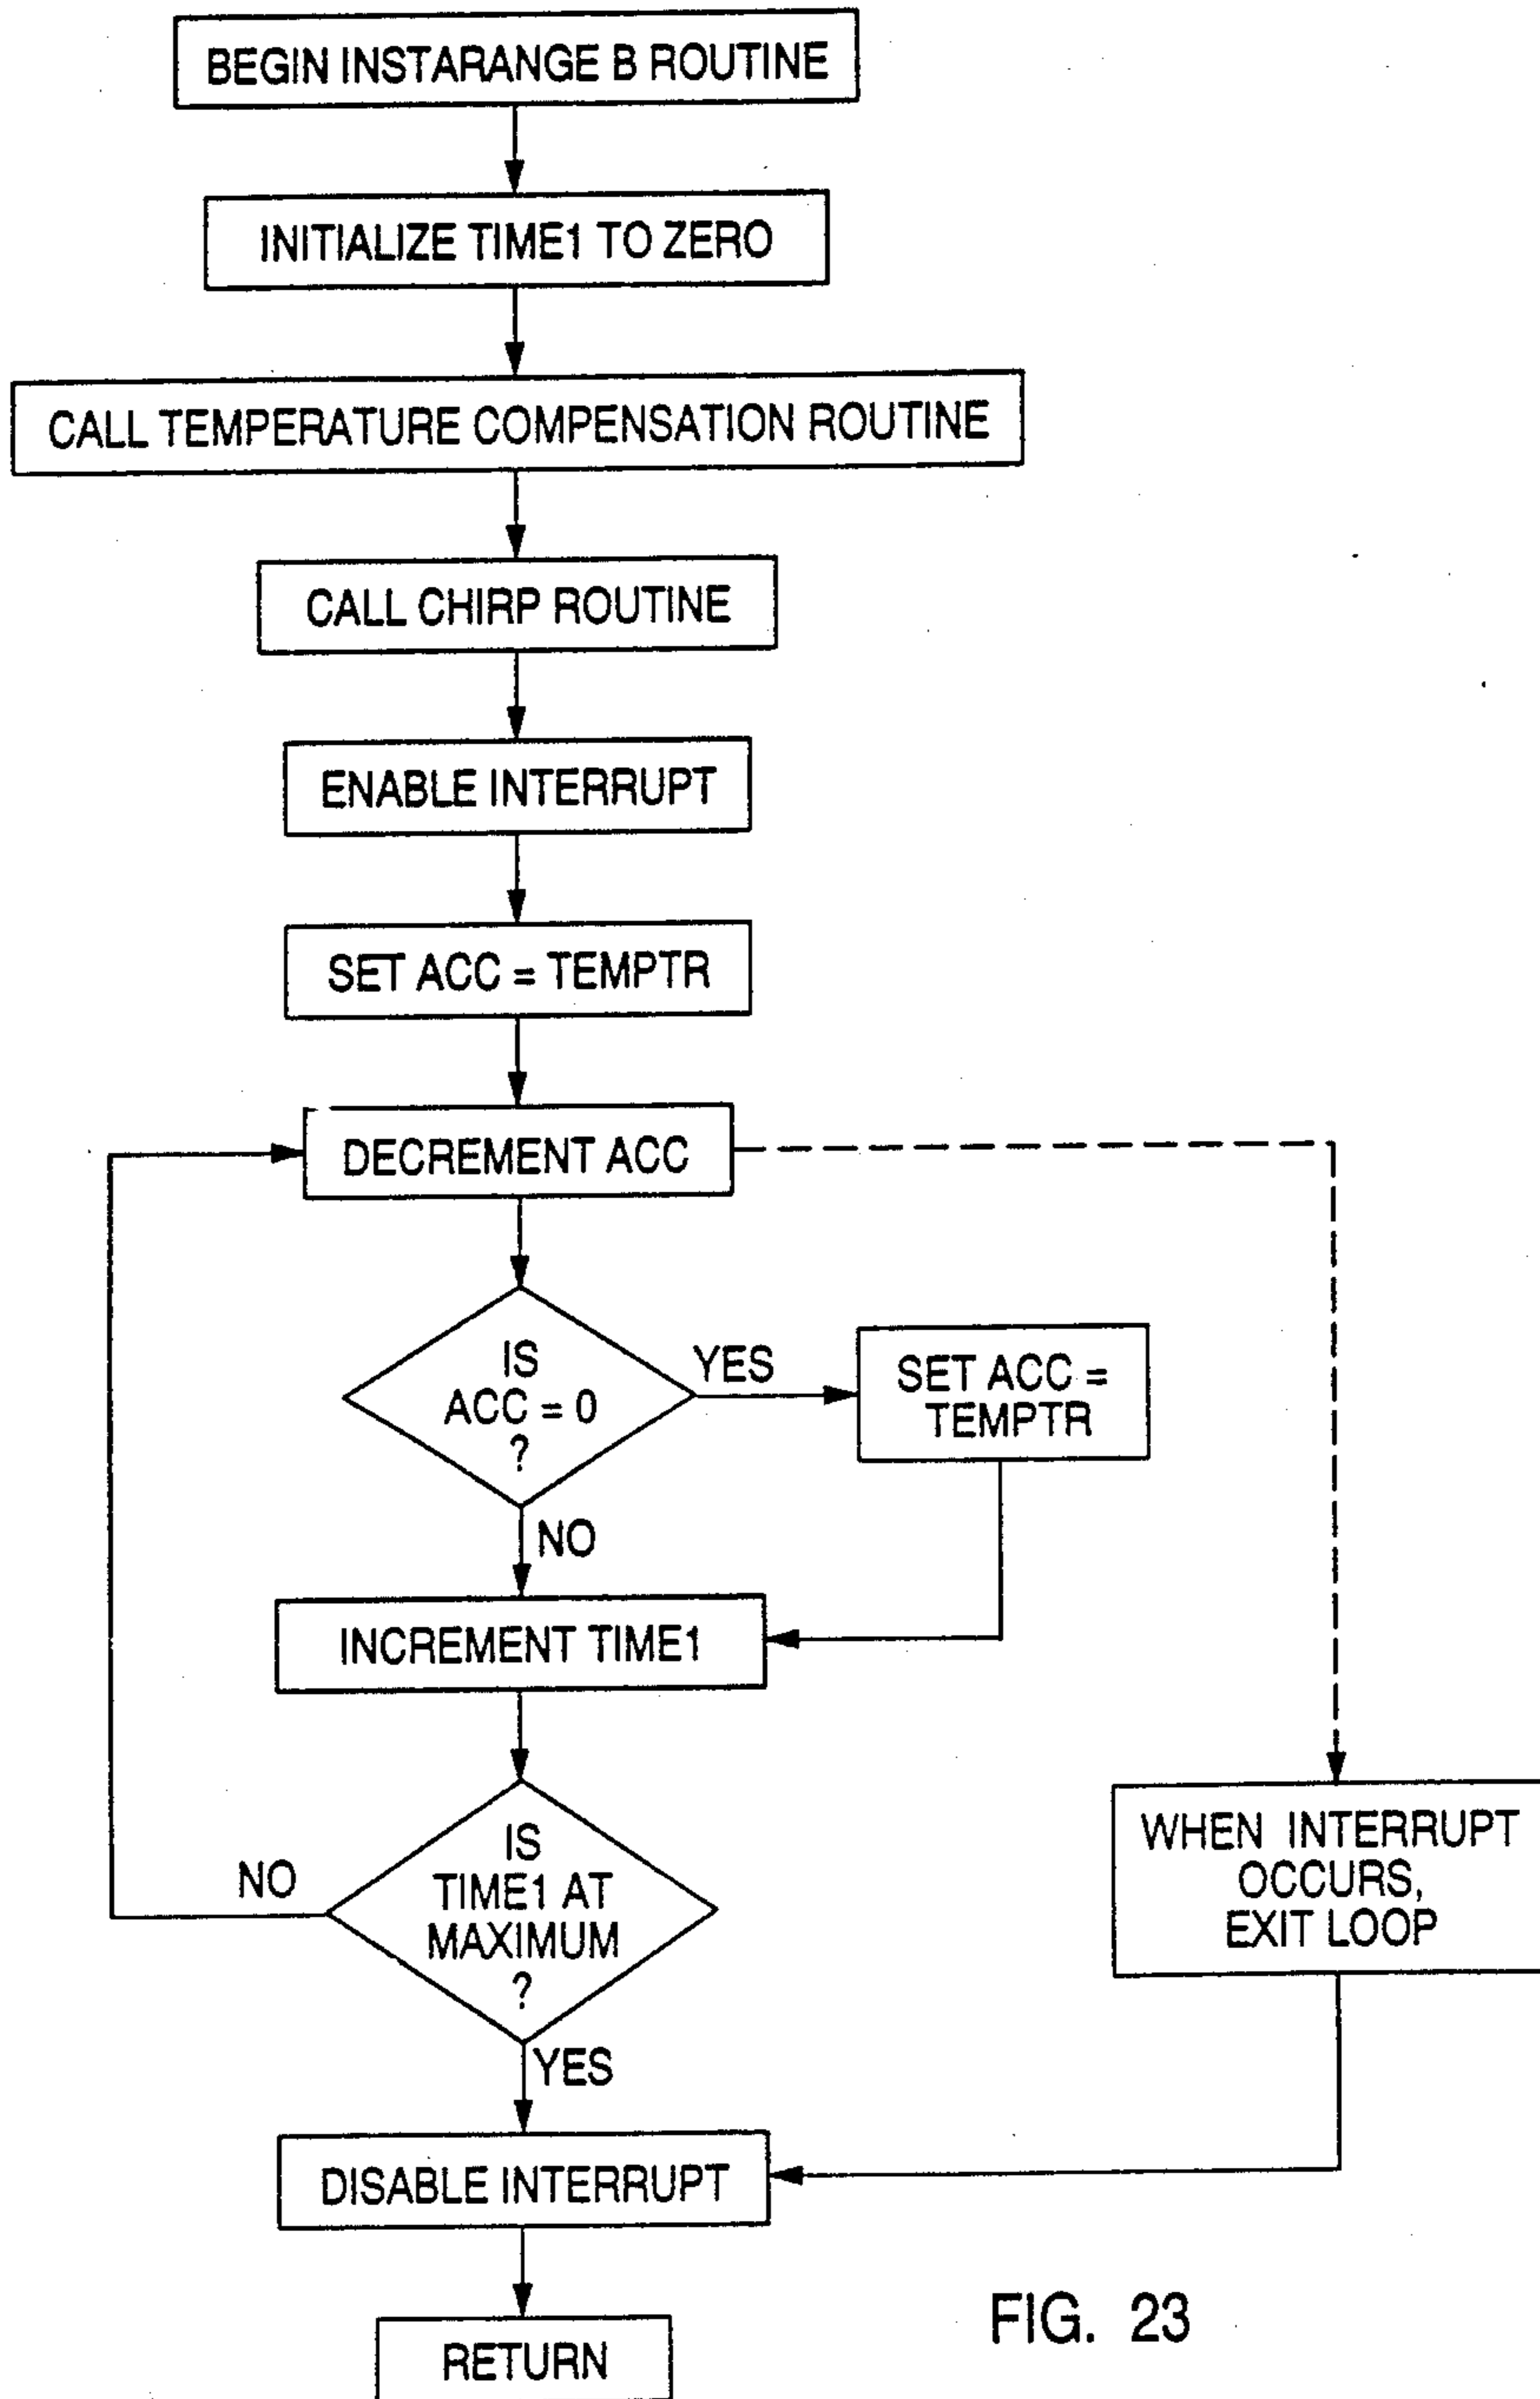 BEGIN INSTARANGE B ROUTINE
INITIALIZE TIME1 TO ZERO
CALL TEMPERATURE COMPENSATION ROUTINE
CALL CHIRP ROUTINE
ENABLE INTERRUPT
SET ACC = TEMPTR
DECREMENT ACC
IS
ACC = 0
?
YES
SET ACC =
TEMPTR
NO
INCREMENT TIME1
IS
TIME1 AT
MAXIMUM
?
NO
WHEN INTERRUPT
OCCURS,
EXIT LOOP
YES
DISABLE INTERRUPT
RETURN
FIG. 23